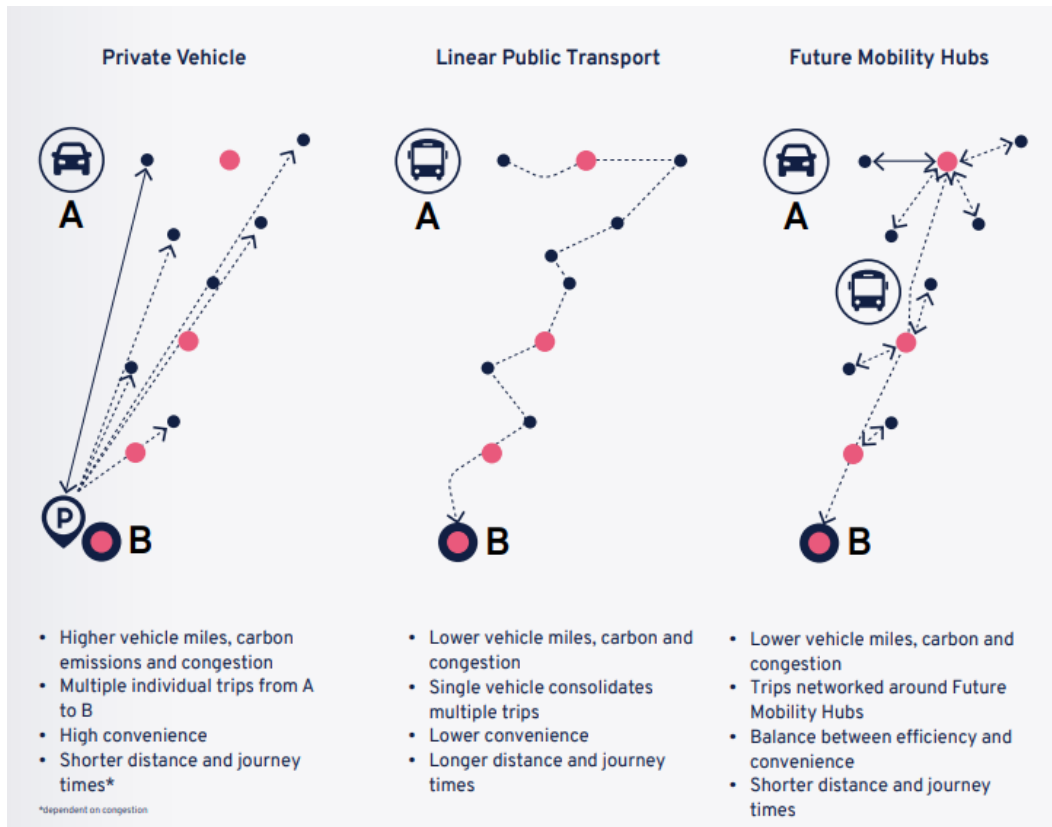 Private Vehicle
A
P
B
• Higher vehicle miles, carbon
emissions and congestion
• Multiple individual trips from A
to B
• High convenience
• Shorter distance and journey
times*
*dependent on congestion
Linear Public Transport
A
B
• Lower vehicle miles, carbon and
congestion
• Single vehicle consolidates
multiple trips
• Lower convenience
• Longer distance and journey
times
Future Mobility Hubs
A
B
• Lower vehicle miles, carbon and
congestion
• Trips networked around Future
Mobility Hubs
• Balance between efficiency and
convenience
• Shorter distance and journey
times